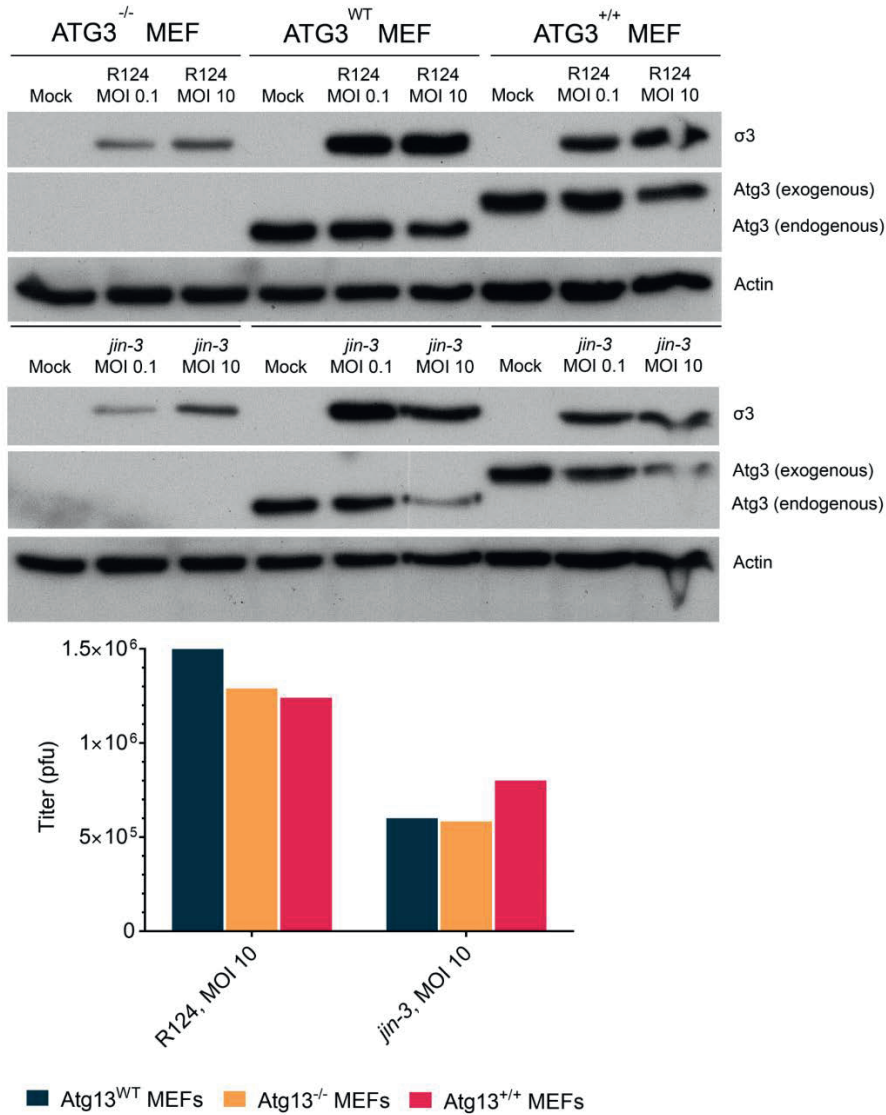 ATG3-/- MEF ATG3WT MEF ATG3+/+ MEF
Mock R124 MOI 0.1 R124 MOI 10 Mock R124 MOI 0.1 R124 MOI 10 Mock R124 MOI 0.1 R124 MOI 10
σ3
Atg3 (exogenous)
Atg3 (endogenous)
Actin
Mock jin-3 MOI 0.1 jin-3 MOI 10 Mock jin-3 MOI 0.1 jin-3 MOI 10 Mock jin-3 MOI 0.1 jin-3 MOI 10
σ3
Atg3 (exogenous)
Atg3 (endogenous)
Actin
Titer (pfu)
1.5×10⁶
1×10⁶
5×10⁵
0
R124, MOI 10
jin-3, MOI 10
Atg13WT MEFs Atg13-/- MEFs Atg13+/+ MEFs